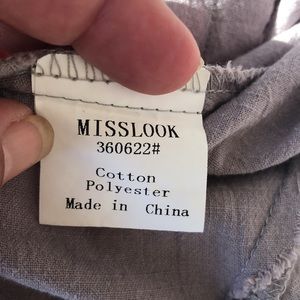 MISSLOOK
360622#
Cotton
Polyester
Made in China